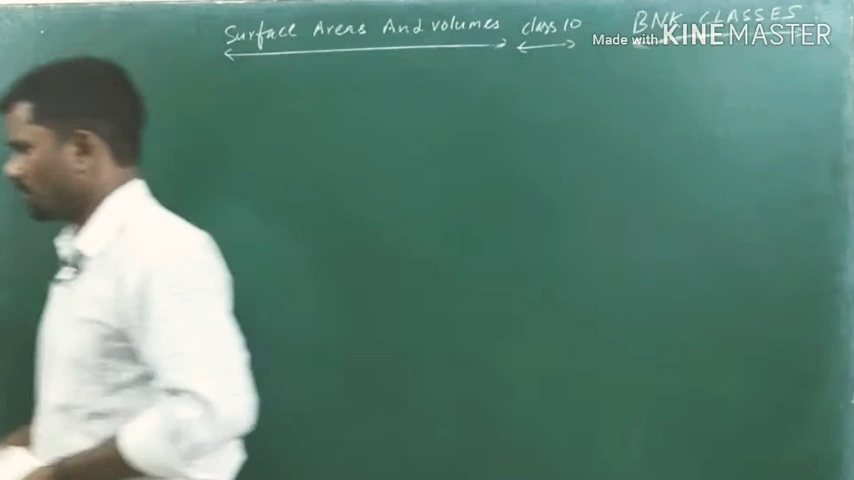 Surface Areas And volumes class 10 BNK CLASSES
Made with KINEMASTER